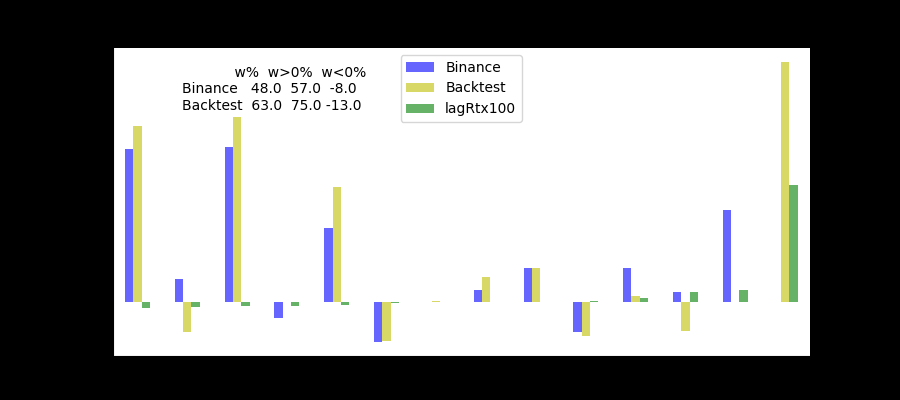 w% w>0% w<0%
Binance 48.0 57.0 -8.0
Backtest 63.0 75.0 -13.0
Binance
Backtest
lagRtx100